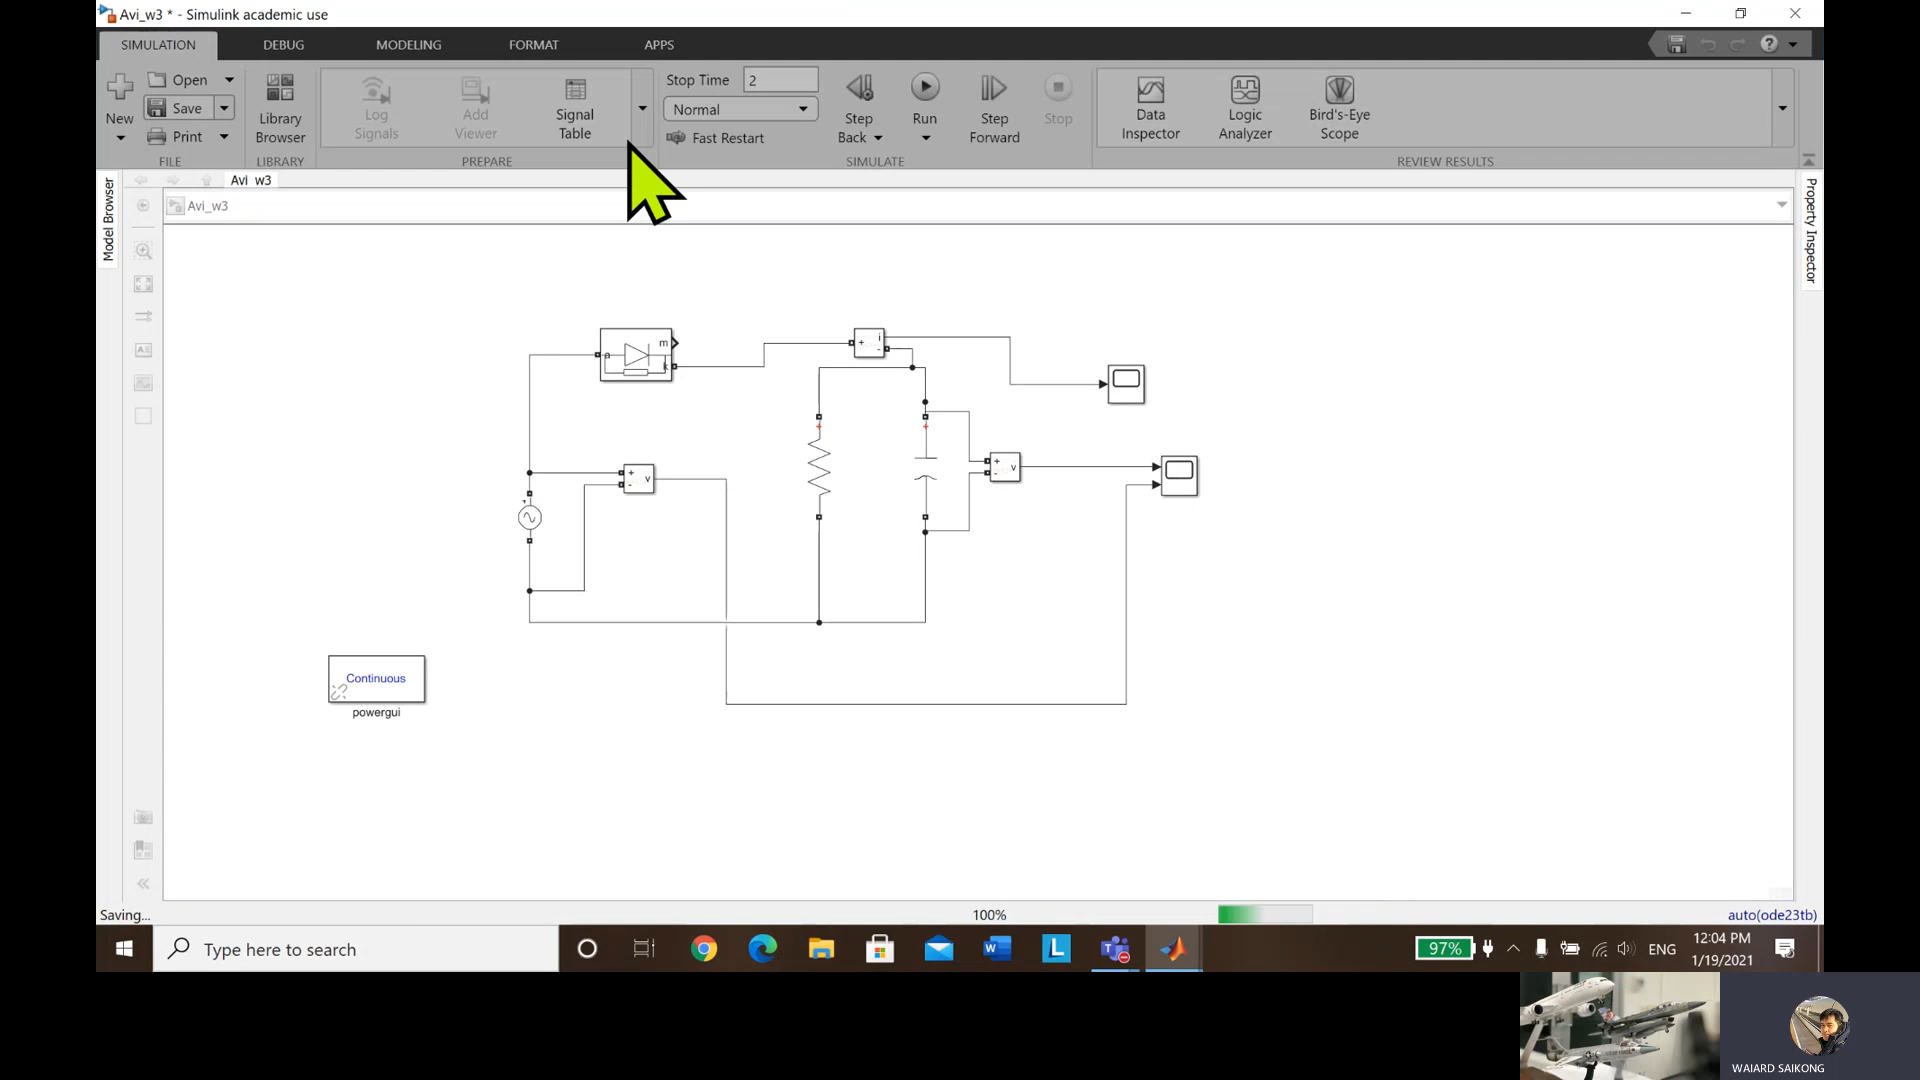 Avi_w3 * - Simulink academic use
SIMULATION DEBUG MODELING FORMAT APPS
New
Open
Save
Print
FILE
Library Browser
LIBRARY
Log Signals
Add Viewer
Signal Table
PREPARE
Stop Time 2
Normal
Fast Restart
Step Back
Run
Step Forward
Stop
SIMULATE
Data Inspector
Logic Analyzer
Bird's-Eye Scope
REVIEW RESULTS
Model Browser
Avi_w3
Avi_w3
Property Inspector
a
m
k
+
-
i
+
-
v
+
-
v
Continuous
powergui
Saving...
100%
auto(ode23tb)
Type here to search
97%
ENG
12:04 PM
1/19/2021
WAIARD SAIKONG